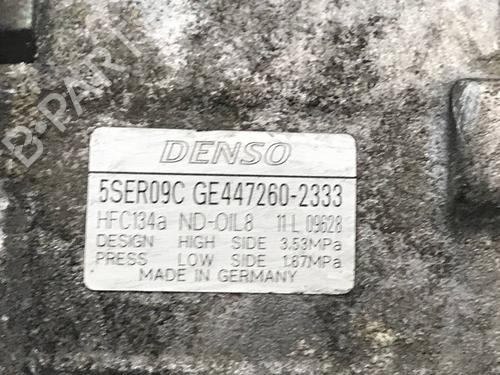 B-PARTS
DENSO
5SER09C GE447260-2333
HFC134a ND-OIL8 11-L 09628
DESIGN HIGH SIDE 3.53MPa
PRESS LOW SIDE 1.67MPa
MADE IN GERMANY